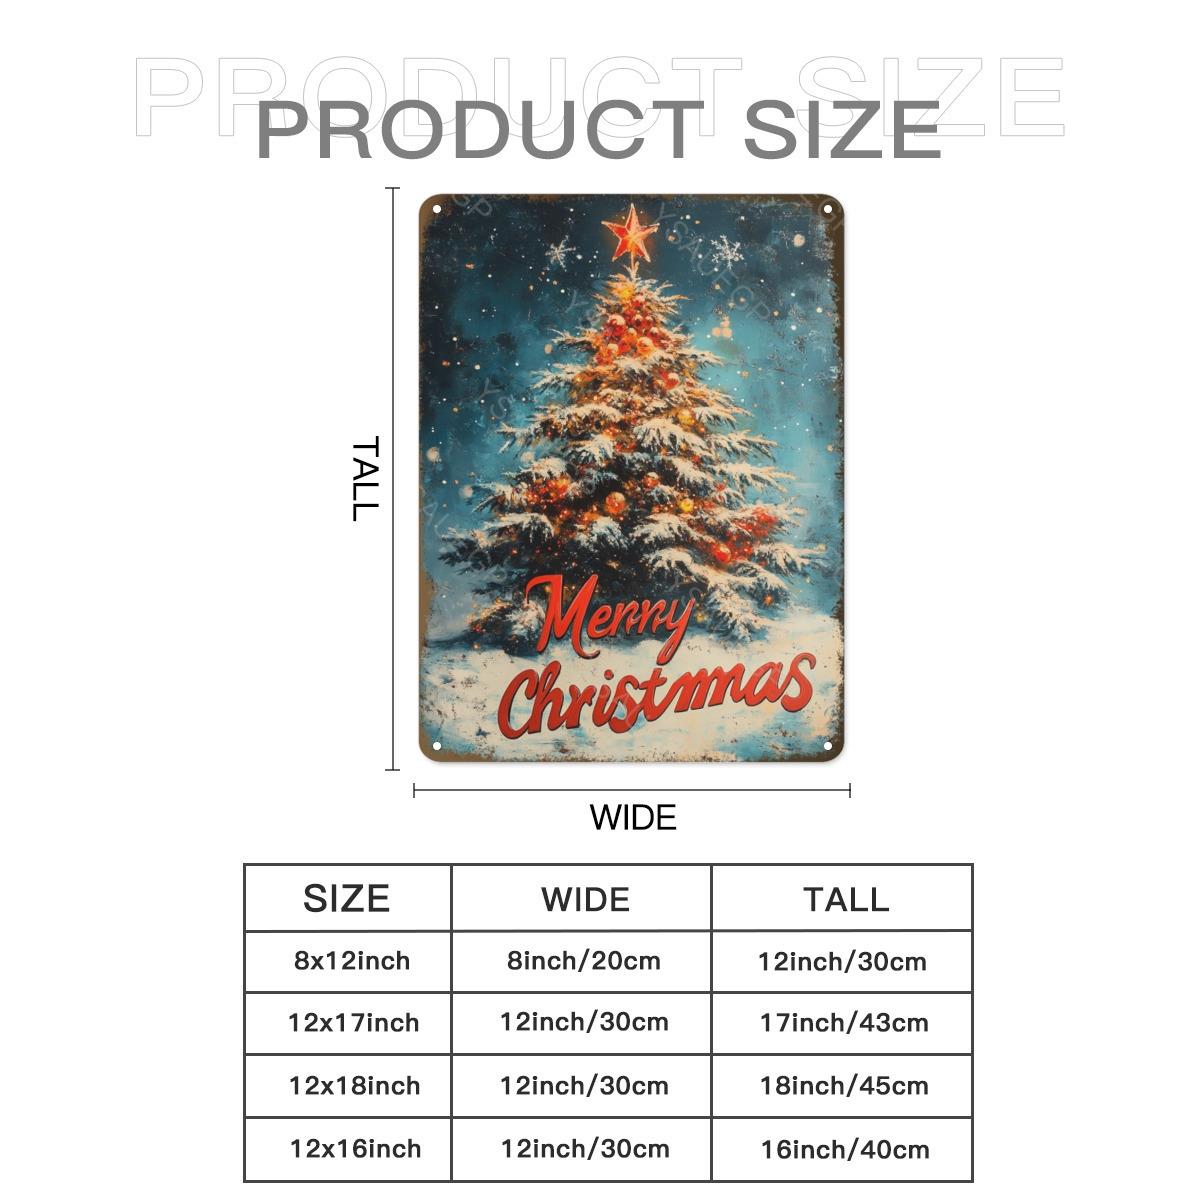 PRODUCT SIZE
PRODUCT SIZE
TALL
YSAUFGP
Merry
Christmas
WIDE
SIZE WIDE TALL
8x12inch 8inch/20cm 12inch/30cm
12x17inch 12inch/30cm 17inch/43cm
12x18inch 12inch/30cm 18inch/45cm
12x16inch 12inch/30cm 16inch/40cm